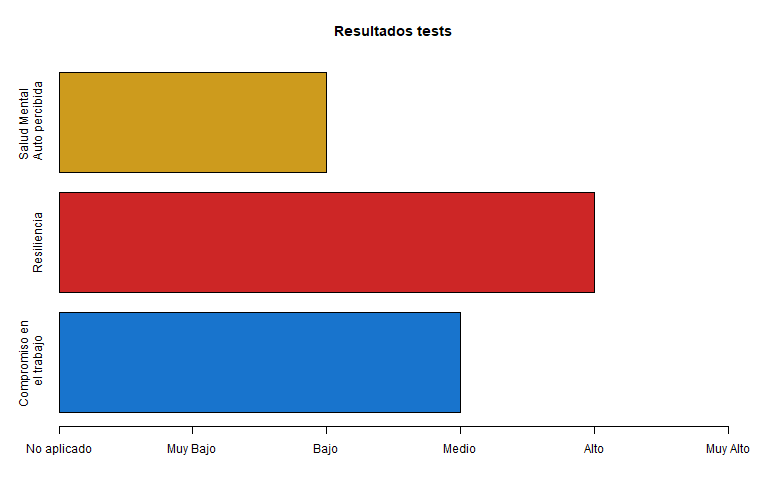 Resultados tests
Salud Mental
Auto percibida
Resiliencia
Compromiso en
el trabajo
No aplicado
Muy Bajo
Bajo
Medio
Alto
Muy Alto